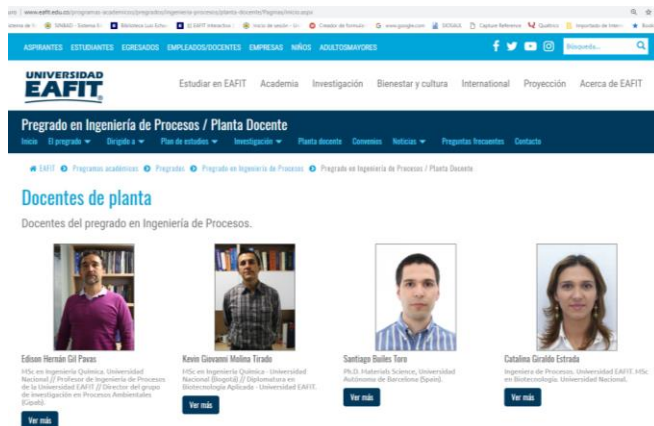 www.eafit.edu.co/programas-academicos/pregrados/ingenieria-procesos/planta-docente/Paginas/inicio.aspx
Biblioteca Luis Echav
Inicio de sesión
Creador de formular
www.google.com
DOSAUL
Capture Reference
Qualtrics
Importado de Intern
ASPIRANTES ESTUDIANTES EGRESADOS EMPLEADOS/DOCENTES EMPRESAS NIÑOS ADULTOSMAYORES
Búsqueda...
UNIVERSIDAD
EAFIT
Estudiar en EAFIT Academia Investigación Bienestar y cultura International Proyección Acerca de EAFIT
Pregrado en Ingeniería de Procesos / Planta Docente
Inicio El pregrado Dirigido a Plan de estudios Investigación Planta docente Convenios Noticias Preguntas frecuentes Contacto
EAFIT Programas académicos Pregrados Pregrado en Ingeniería de Procesos Pregrado en Ingeniería de Procesos / Planta Docente
Docentes de planta
Docentes del pregrado en Ingeniería de Procesos.
Edison Hernán Gil Pavas
MSc en Ingeniería Química. Universidad
Nacional // Profesor de Ingeniería de Procesos
de la Universidad EAFIT // Director del grupo
de investigación en Procesos Ambientales
(Gipab).
Ver más
Kevin Giovanni Molina Tirado
MSc en Ingeniería Química - Universidad
Nacional (Bogotá) // Diplomatura en
Biotecnología Aplicada - Universidad EAFIT.
Ver más
Santiago Builes Toro
Ph.D. Materials Science, Universidad
Autónoma de Barcelona (Spain).
Ver más
Catalina Giraldo Estrada
Ingeniera de Procesos. Universidad EAFIT. MSc
en Biotecnología. Universidad Nacional.
Ver más